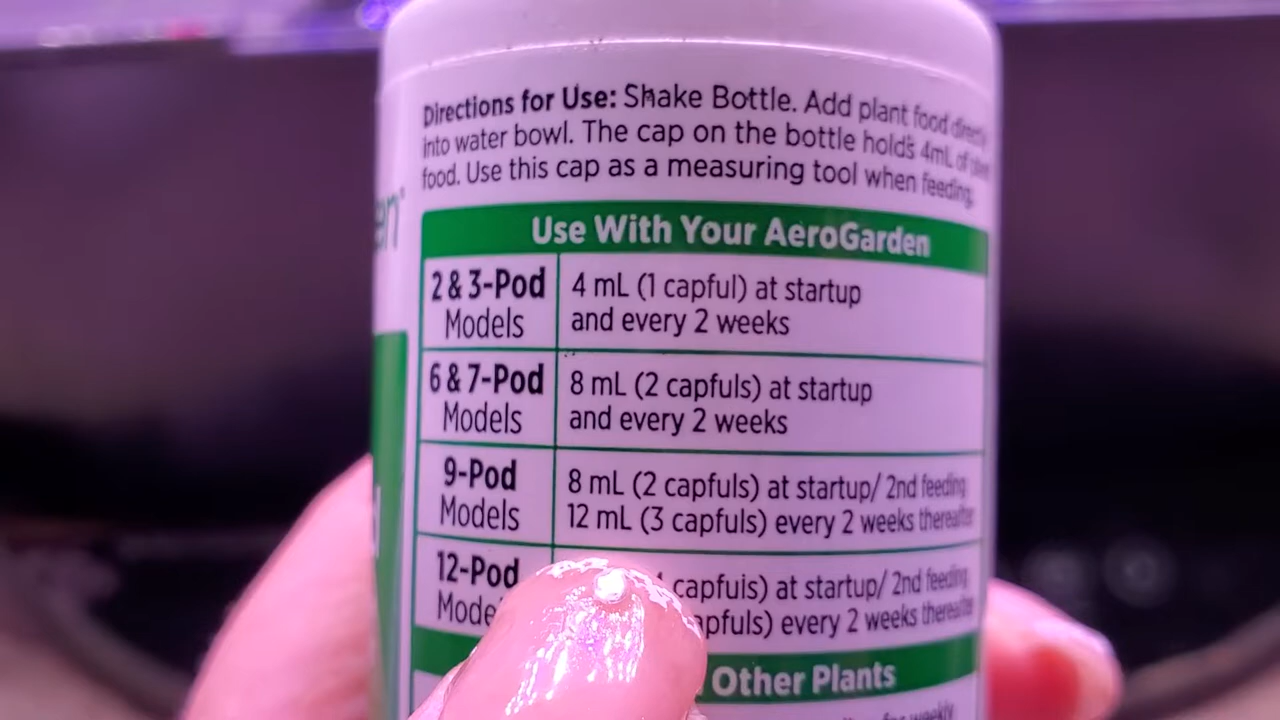 Directions for Use: Shake Bottle. Add plant food directly
into water bowl. The cap on the bottle holds 4mL of plant
food. Use this cap as a measuring tool when feeding.
en
Use With Your AeroGarden
2 & 3-Pod Models
4 mL (1 capful) at startup
and every 2 weeks
6 & 7-Pod Models
8 mL (2 capfuls) at startup
and every 2 weeks
9-Pod Models
8 mL (2 capfuls) at startup/ 2nd feeding
12 mL (3 capfuls) every 2 weeks thereafter
12-Pod
capfuls) at startup/ 2nd feeding
every 2 weeks thereafter
Other Plants
weekly